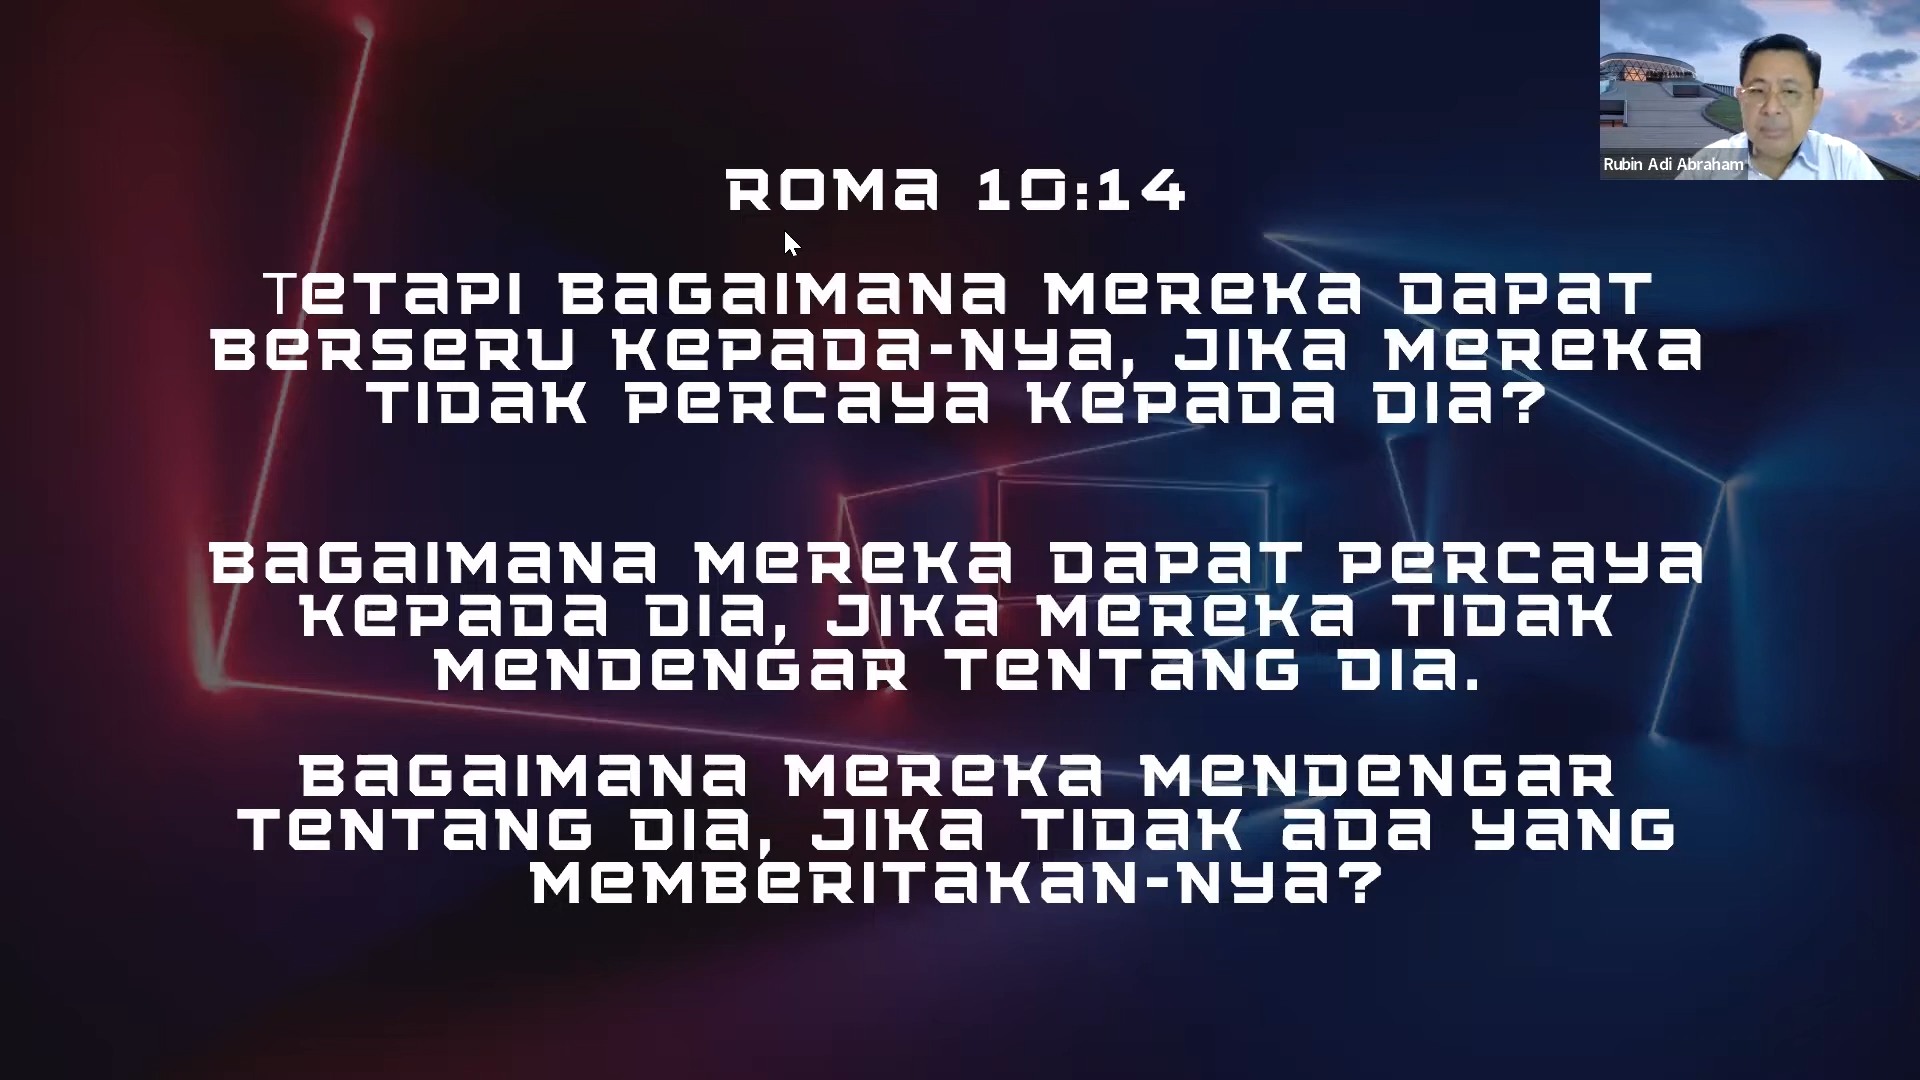 Rubin Adi Abraham
ROMA 10:14
TETAPI BAGAIMANA MEREKA DAPAT
BERSERU KEPADA-NYA, JIKA MEREKA
TIDAK PERCAYA KEPADA DIA?
BAGAIMANA MEREKA DAPAT PERCAYA
KEPADA DIA, JIKA MEREKA TIDAK
MENDENGAR TENTANG DIA.
BAGAIMANA MEREKA MENDENGAR
TENTANG DIA, JIKA TIDAK ADA YANG
MEMBERITAKAN-NYA?